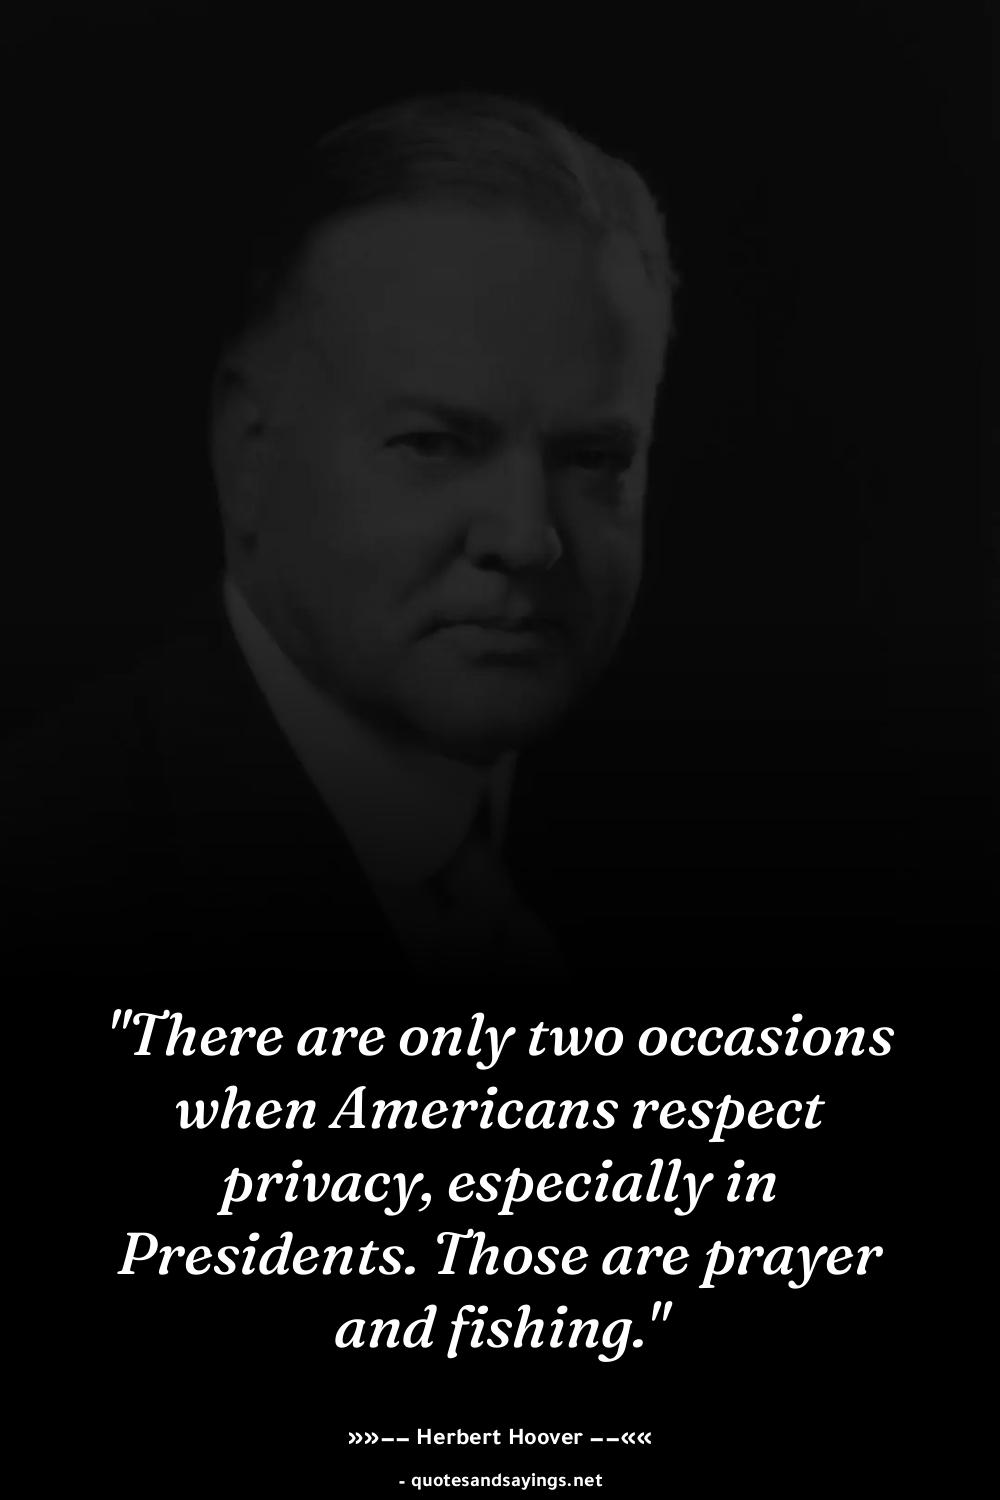 "There are only two occasions
when Americans respect
privacy, especially in
Presidents. Those are prayer
and fishing."
»»−− Herbert Hoover −−««
- quotesandsayings.net